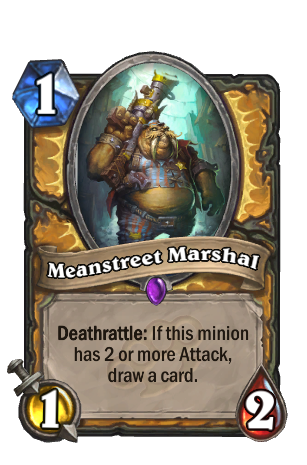 1
Meanstreet Marshal
Deathrattle: If this minion
has 2 or more Attack,
draw a card.
1
2